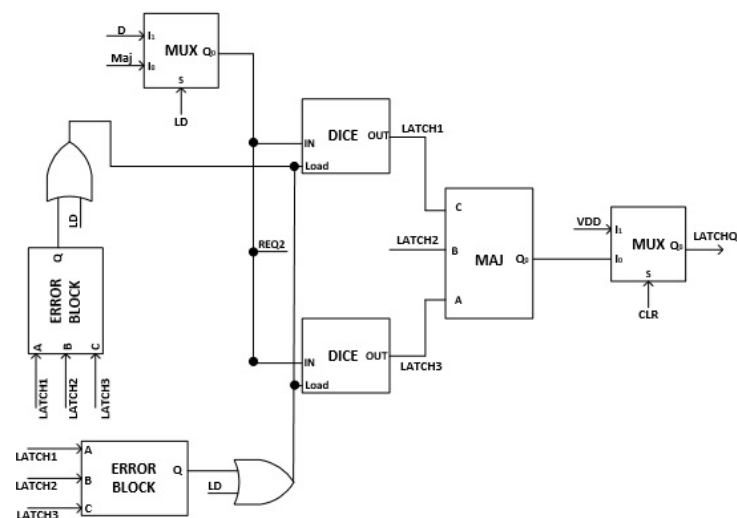 D
Maj
I1
I0
MUX
Q0
S
LD
IN
DICE
OUT
Load
LATCH1
LD
REQ2
LATCH2
C
B
A
MAJ
Q0
VDD
I1
I0
MUX
Q0
S
CLR
LATCHQ
Q
ERROR
BLOCK
A
B
C
LATCH1
LATCH2
LATCH3
IN
DICE
OUT
Load
LATCH3
LATCH1
LATCH2
LATCH3
A
B
C
ERROR
BLOCK
Q
LD